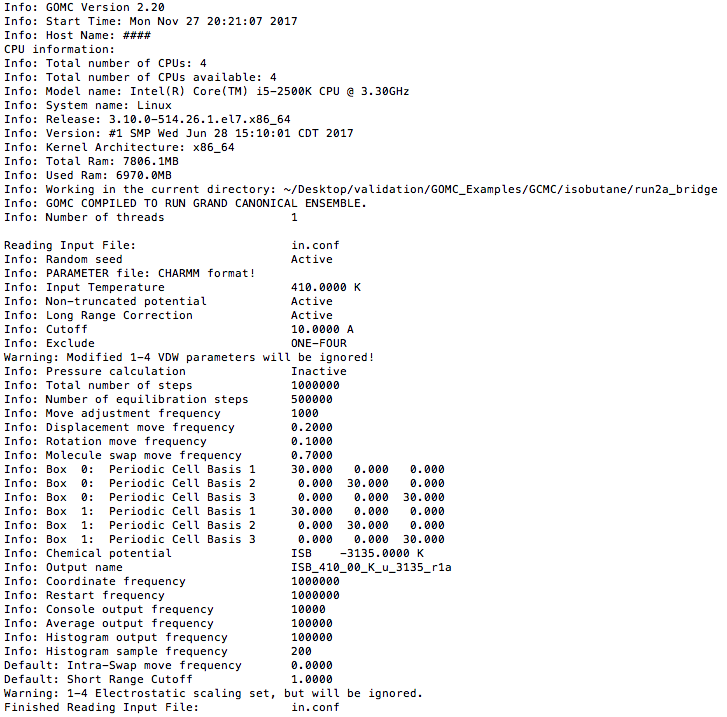 Info: GOMC Version 2.20
Info: Start Time: Mon Nov 27 20:21:07 2017
Info: Host Name: ####
CPU information:
Info: Total number of CPUs: 4
Info: Total number of CPUs available: 4
Info: Model name: Intel(R) Core(TM) i5-2500K CPU @ 3.30GHz
Info: System name: Linux
Info: Release: 3.10.0-514.26.1.el7.x86_64
Info: Version: #1 SMP Wed Jun 28 15:10:01 CDT 2017
Info: Kernel Architecture: x86_64
Info: Total Ram: 7806.1MB
Info: Used Ram: 6970.0MB
Info: Working in the current directory: ~/Desktop/validation/GOMC_Examples/GCMC/isobutane/run2a_bridge
Info: GOMC COMPILED TO RUN GRAND CANONICAL ENSEMBLE.
Info: Number of threads 1
Reading Input File: in.conf
Info: Random seed Active
Info: PARAMETER file: CHARMM format!
Info: Input Temperature 410.0000 K
Info: Non-truncated potential Active
Info: Long Range Correction Active
Info: Cutoff 10.0000 A
Info: Exclude ONE-FOUR
Warning: Modified 1-4 VDW parameters will be ignored!
Info: Pressure calculation Inactive
Info: Total number of steps 1000000
Info: Number of equilibration steps 500000
Info: Move adjustment frequency 1000
Info: Displacement move frequency 0.2000
Info: Rotation move frequency 0.1000
Info: Molecule swap move frequency 0.7000
Info: Box 0: Periodic Cell Basis 1 30.000 0.000 0.000
Info: Box 0: Periodic Cell Basis 2 0.000 30.000 0.000
Info: Box 0: Periodic Cell Basis 3 0.000 0.000 30.000
Info: Box 1: Periodic Cell Basis 1 30.000 0.000 0.000
Info: Box 1: Periodic Cell Basis 2 0.000 30.000 0.000
Info: Box 1: Periodic Cell Basis 3 0.000 0.000 30.000
Info: Chemical potential ISB -3135.0000 K
Info: Output name ISB_410_00_K_u_3135_r1a
Info: Coordinate frequency 1000000
Info: Restart frequency 1000000
Info: Console output frequency 10000
Info: Average output frequency 100000
Info: Histogram output frequency 100000
Info: Histogram sample frequency 200
Default: Intra-Swap move frequency 0.0000
Default: Short Range Cutoff 1.0000
Warning: 1-4 Electrostatic scaling set, but will be ignored.
Finished Reading Input File: in.conf